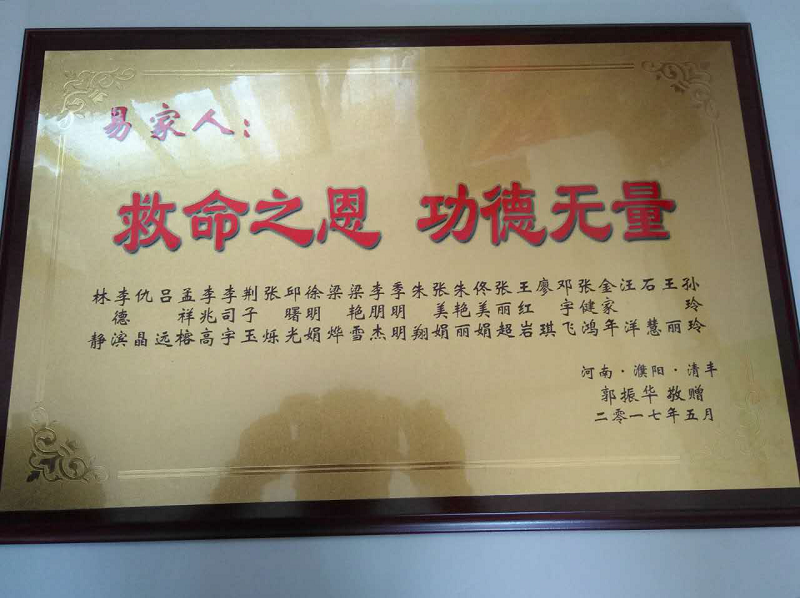 易家人：
救命之恩 功德无量
林李仇吕孟李李荆张邱徐梁梁李季朱张朱佟张王廖邓张金汪石王孙
德 祥兆司子 曙明 艳朋明 美艳美丽红 宇健家 玲
静滨晶远榕高宇玉烁光娟烨雪杰明翔娟丽娟超岩琪飞鸿年洋慧丽玲
河南·濮阳·清丰
郭振华 敬赠
二零一七年五月